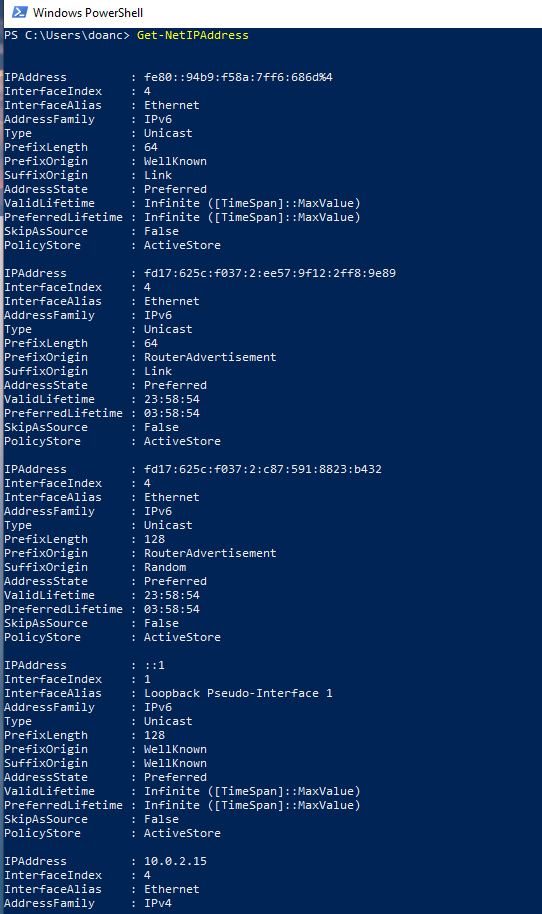 Windows PowerShell
PS C:\Users\doanc> Get-NetIPAddress
IPAddress : fe80::94b9:f58a:7ff6:686d%4
InterfaceIndex : 4
InterfaceAlias : Ethernet
AddressFamily : IPv6
Type : Unicast
PrefixLength : 64
PrefixOrigin : WellKnown
SuffixOrigin : Link
AddressState : Preferred
ValidLifetime : Infinite ([TimeSpan]::MaxValue)
PreferredLifetime : Infinite ([TimeSpan]::MaxValue)
SkipAsSource : False
PolicyStore : ActiveStore
IPAddress : fd17:625c:f037:2:ee57:9f12:2ff8:9e89
InterfaceIndex : 4
InterfaceAlias : Ethernet
AddressFamily : IPv6
Type : Unicast
PrefixLength : 64
PrefixOrigin : RouterAdvertisement
SuffixOrigin : Link
AddressState : Preferred
ValidLifetime : 23:58:54
PreferredLifetime : 03:58:54
SkipAsSource : False
PolicyStore : ActiveStore
IPAddress : fd17:625c:f037:2:c87:591:8823:b432
InterfaceIndex : 4
InterfaceAlias : Ethernet
AddressFamily : IPv6
Type : Unicast
PrefixLength : 128
PrefixOrigin : RouterAdvertisement
SuffixOrigin : Random
AddressState : Preferred
ValidLifetime : 23:58:54
PreferredLifetime : 03:58:54
SkipAsSource : False
PolicyStore : ActiveStore
IPAddress : ::1
InterfaceIndex : 1
InterfaceAlias : Loopback Pseudo-Interface 1
AddressFamily : IPv6
Type : Unicast
PrefixLength : 128
PrefixOrigin : WellKnown
SuffixOrigin : WellKnown
AddressState : Preferred
ValidLifetime : Infinite ([TimeSpan]::MaxValue)
PreferredLifetime : Infinite ([TimeSpan]::MaxValue)
SkipAsSource : False
PolicyStore : ActiveStore
IPAddress : 10.0.2.15
InterfaceIndex : 4
InterfaceAlias : Ethernet
AddressFamily : IPv4